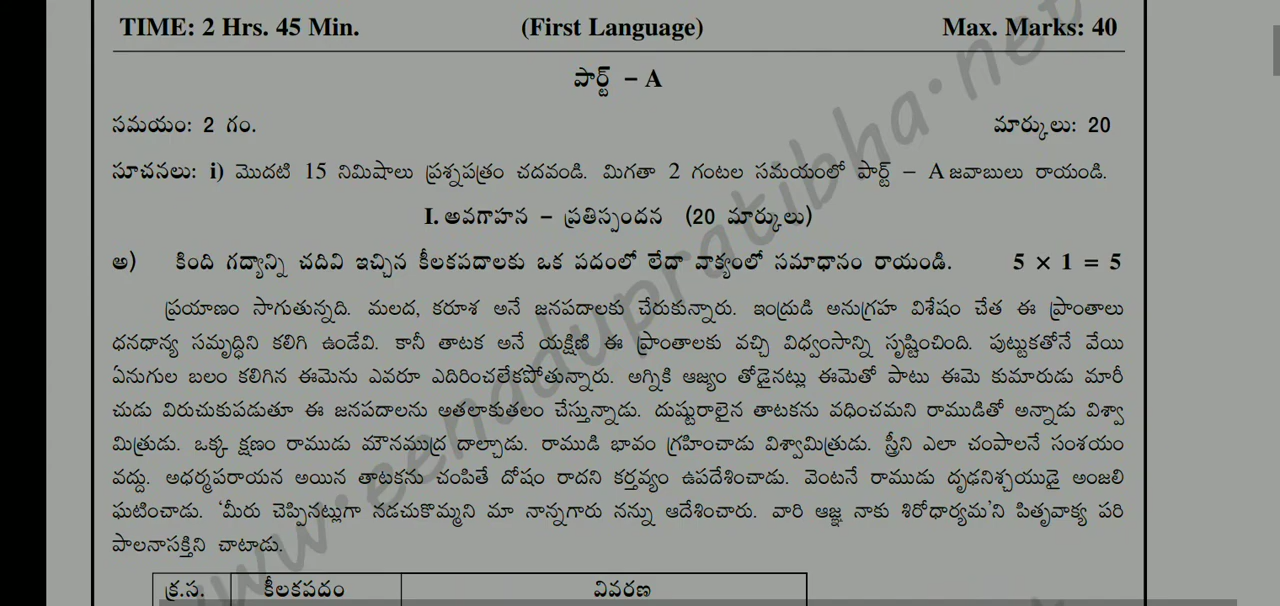 TIME: 2 Hrs. 45 Min. (First Language) Max. Marks: 40
పార్ట్ – A
సమయం: 2 గం. మార్కులు: 20
సూచనలు: i) మొదటి 15 నిమిషాలు ప్రశ్నపత్రం చదవండి. మిగతా 2 గంటల సమయంలో పార్ట్ – A జవాబులు రాయండి.
I. అవగాహన – ప్రతిస్పందన (20 మార్కులు)
అ) కింది గద్యాన్ని చదివి ఇచ్చిన కీలకపదాలకు ఒక పదంలో లేదా వాక్యంలో సమాధానం రాయండి. 5 × 1 = 5
ప్రయాణం సాగుతున్నది. మలద, కరూశ అనే జనపదాలకు చేరుకున్నారు. ఇంద్రుడి అనుగ్రహ విశేషం చేత ఈ ప్రాంతాలు
ధనధాన్య సమృద్ధిని కలిగి ఉండేవి. కానీ తాటక అనే యక్షిణి ఈ ప్రాంతాలకు వచ్చి విధ్వంసాన్ని సృష్టించింది. పుట్టుకతోనే వేయి
ఏనుగుల బలం కలిగిన ఈమెను ఎవరూ ఎదిరించలేకపోతున్నారు. అగ్నికి ఆజ్యం తోడైనట్లు ఈమెతో పాటు ఈమె కుమారుడు మారీ
చుడు విరుచుకుపడుతూ ఈ జనపదాలను అతలాకుతలం చేస్తున్నాడు. దుష్టురాలైన తాటకను వధించమని రాముడితో అన్నాడు విశ్వా
మిత్రుడు. ఒక్క క్షణం రాముడు మౌనముద్ర దాల్చాడు. రాముడి భావం గ్రహించాడు విశ్వామిత్రుడు. స్త్రీని ఎలా చంపాలనే సంశయం
వద్దు. అధర్మపరాయన అయిన తాటకను చంపితే దోషం రాదని కర్తవ్యం ఉపదేశించాడు. వెంటనే రాముడు దృఢనిశ్చయుడై అంజలి
ఘటించాడు. 'మీరు చెప్పినట్లుగా నడచుకొమ్మని మా నాన్నగారు నన్ను ఆదేశించారు. వారి ఆజ్ఞ నాకు శిరోధార్యమ'ని పితృవాక్య పరి
పాలనాసక్తిని చాటాడు.
క్ర.స. కీలకపదం వివరణ
www.eenadupratibha.net